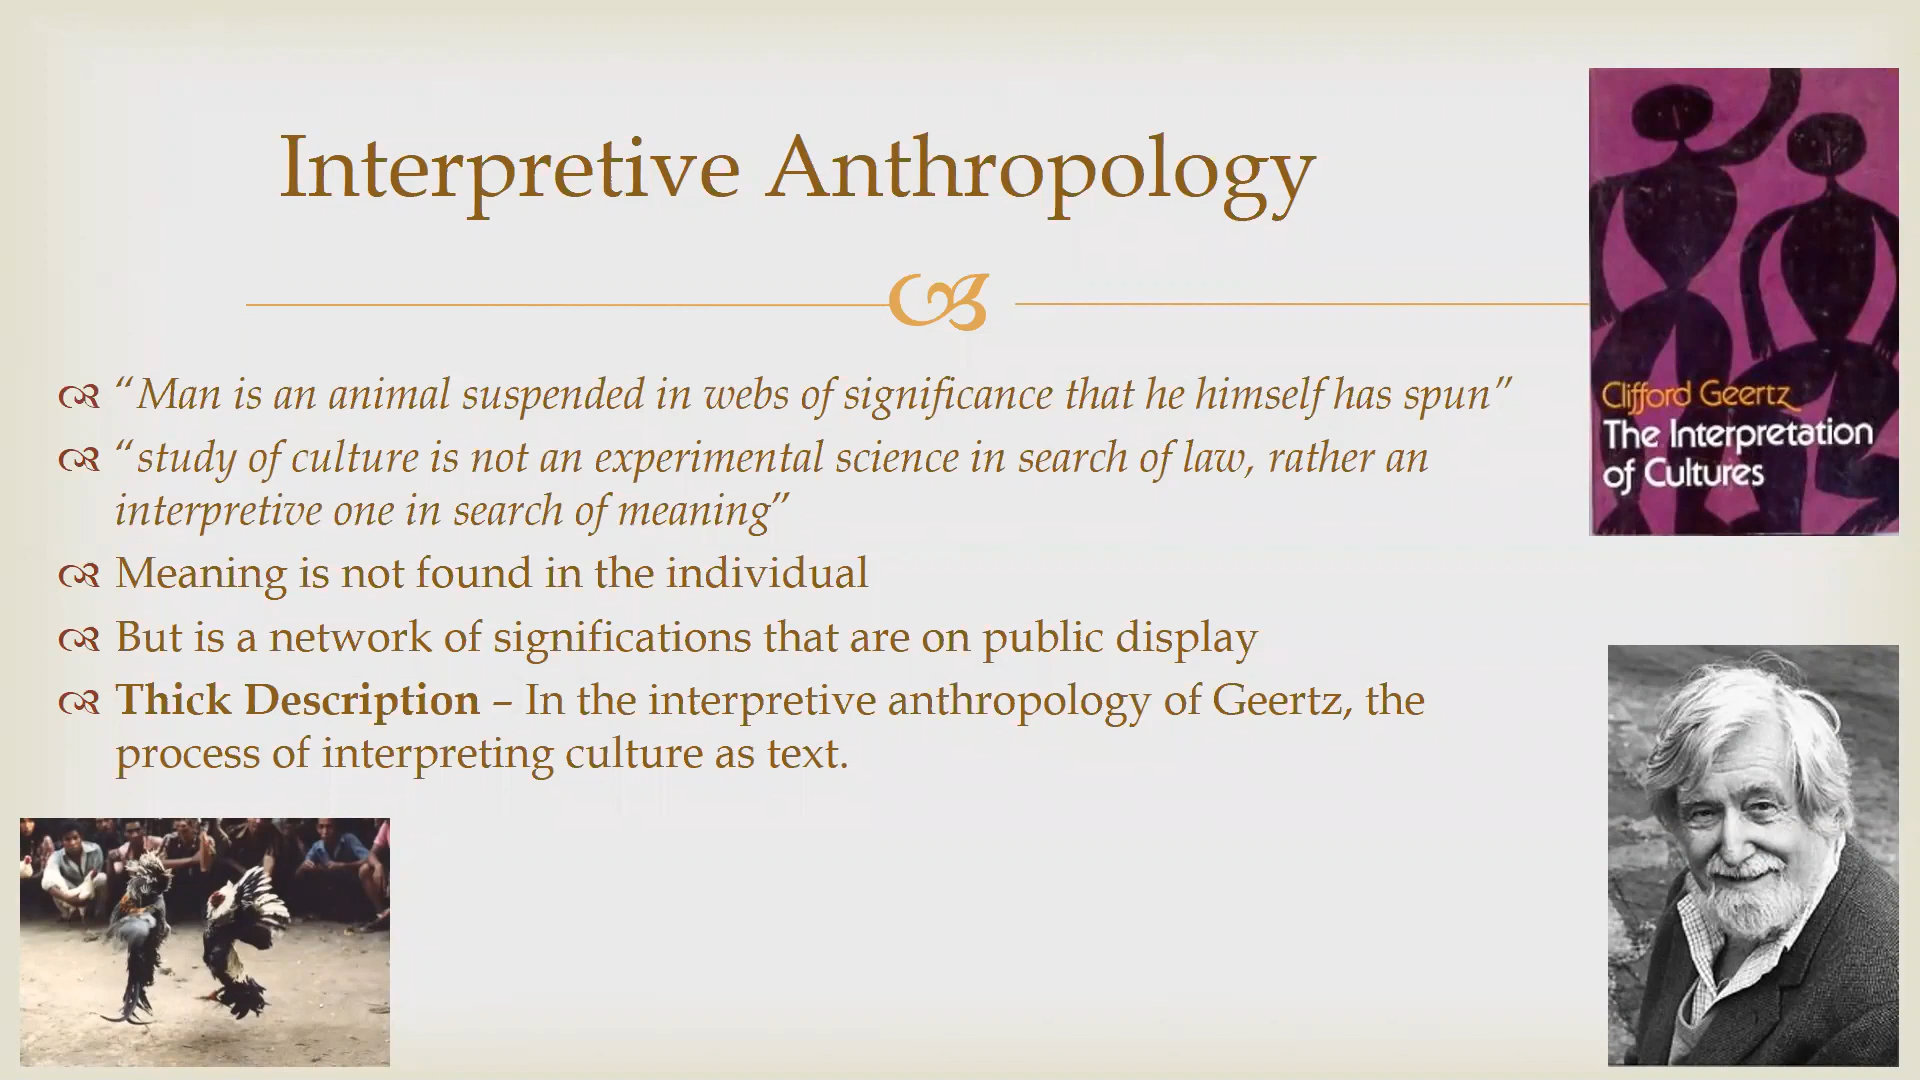 Interpretive Anthropology
“Man is an animal suspended in webs of significance that he himself has spun”
“study of culture is not an experimental science in search of law, rather an
interpretive one in search of meaning”
Meaning is not found in the individual
But is a network of significations that are on public display
Thick Description – In the interpretive anthropology of Geertz, the
process of interpreting culture as text.
Clifford Geertz
The Interpretation
of Cultures